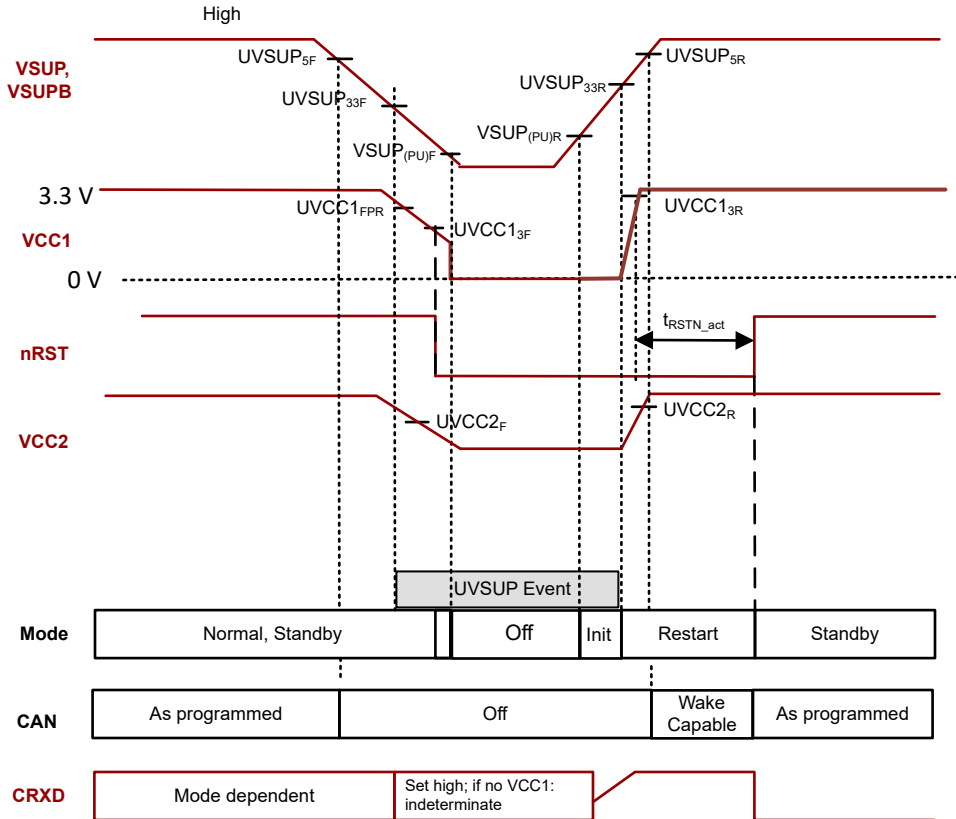 High
VSUP,
VSUPB
UVSUP5F
UVSUP5R
UVSUP33F
UVSUP33R
VSUP(PU)F
VSUP(PU)R
3.3 V
UVCC1FPR
UVCC13R
VCC1
UVCC13F
0 V
tRSTN_act
nRST
UVCC2F
UVCC2R
VCC2
UVSUP Event
Mode
Normal, Standby
Off
Init
Restart
Standby
CAN
As programmed
Off
Wake
Capable
As programmed
CRXD
Mode dependent
Set high; if no VCC1:
indeterminate